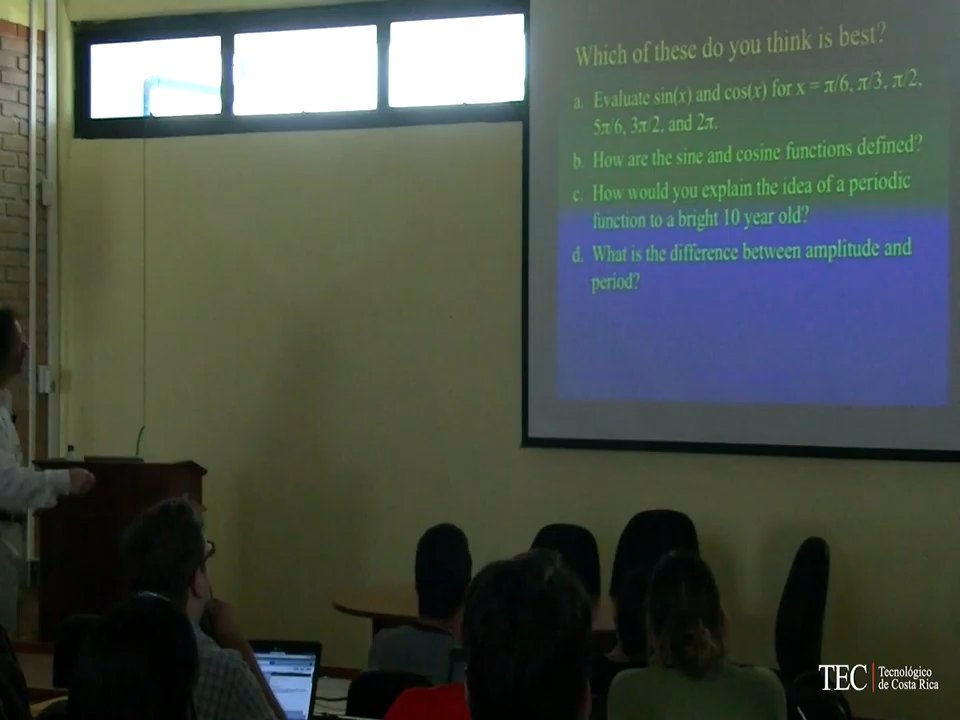 Which of these do you think is best?
a. Evaluate sin(x) and cos(x) for x = π/6, π/3, π/2,
5π/6, 3π/2, and 2π.
b. How are the sine and cosine functions defined?
c. How would you explain the idea of a periodic
function to a bright 10 year old?
d. What is the difference between amplitude and
period?
TEC | Tecnológico
de Costa Rica